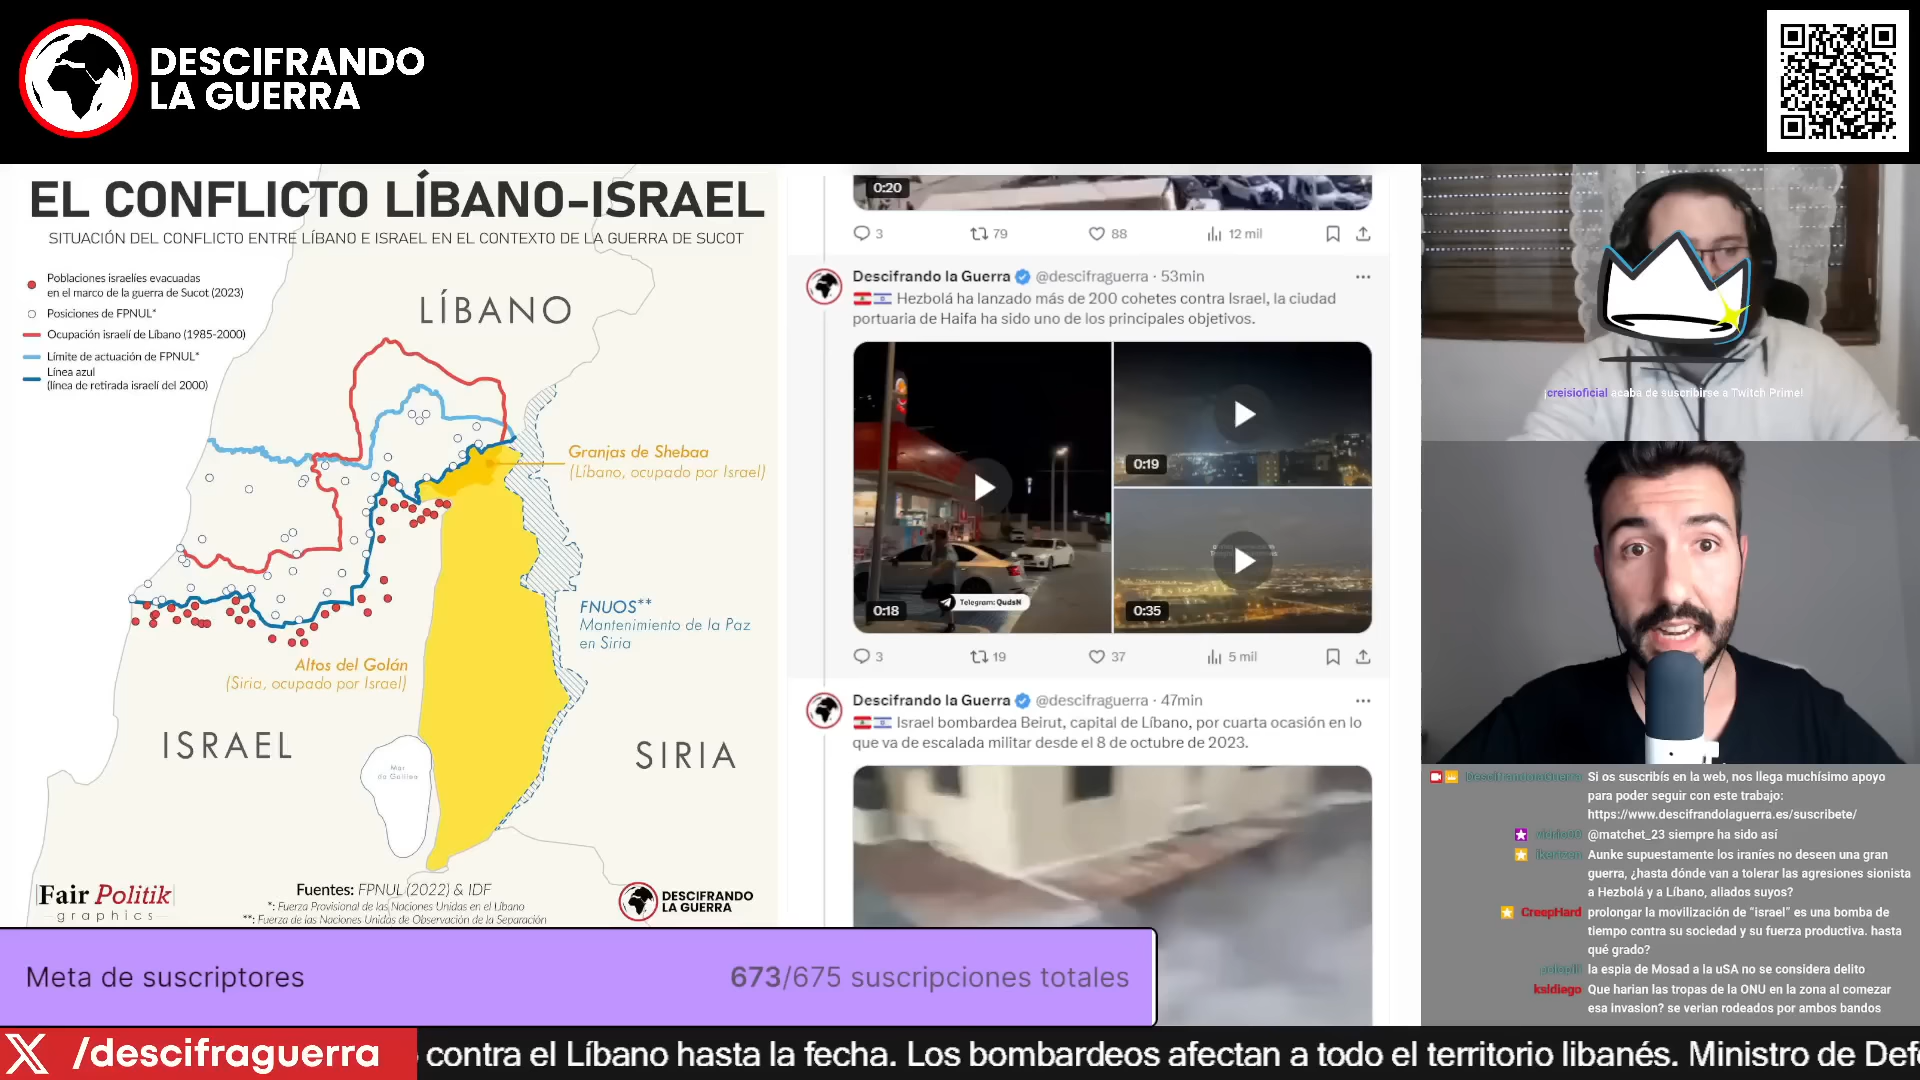 DESCIFRANDO
LA GUERRA
EL CONFLICTO LÍBANO-ISRAEL
SITUACIÓN DEL CONFLICTO ENTRE LÍBANO E ISRAEL EN EL CONTEXTO DE LA GUERRA DE SUCOT
Poblaciones israelíes evacuadas
en el marco de la guerra de Sucot (2023)
Posiciones de FPNUL*
Ocupación israelí de Líbano (1985-2000)
Límite de actuación de FPNUL*
Línea azul
(línea de retirada israelí del 2000)
LÍBANO
Granjas de Shebaa
(Líbano, ocupado por Israel)
FNUOS**
Mantenimiento de la Paz
en Siria
Altos del Golán
(Siria, ocupado por Israel)
ISRAEL
SIRIA
Mar
de Galilea
Fair Politik
graphics
Fuentes: FPNUL (2022) & IDF
*: Fuerza Provisional de las Naciones Unidas en el Líbano
**: Fuerza de las Naciones Unidas de Observación de la Separación
DESCIFRANDO
LA GUERRA
0:20
3 79 88 12 mil
Descifrando la Guerra @descifraguerra · 53min
Hezbolá ha lanzado más de 200 cohetes contra Israel, la ciudad
portuaria de Haifa ha sido uno de los principales objetivos.
0:19
0:18
Telegram: QudsN
0:35
3 19 37 5 mil
Descifrando la Guerra @descifraguerra · 47min
Israel bombardea Beirut, capital de Líbano, por cuarta ocasión en lo
que va de escalada militar desde el 8 de octubre de 2023.
¡creisioficial acaba de suscribirse a Twitch Prime!
DescifrandolaGuerra Si os suscribís en la web, nos llega muchísimo apoyo
para poder seguir con este trabajo:
https://www.descifrandolaguerra.es/suscribete/
@matchet_23 siempre ha sido así
Aunke supuestamente los iraníes no deseen una gran
guerra, ¿hasta dónde van a tolerar las agresiones sionista
a Hezbolá y a Líbano, aliados suyos?
CreepHard prolongar la movilización de "israel" es una bomba de
tiempo contra su sociedad y su fuerza productiva. hasta
qué grado?
la espia de Mosad a la uSA no se considera delito
ksidiego Que harian las tropas de la ONU en la zona al comezar
esa invasion? se verian rodeados por ambos bandos
Meta de suscriptores
673/675 suscripciones totales
X /descifraguerra
contra el Líbano hasta la fecha. Los bombardeos afectan a todo el territorio libanés. Ministro de Defe